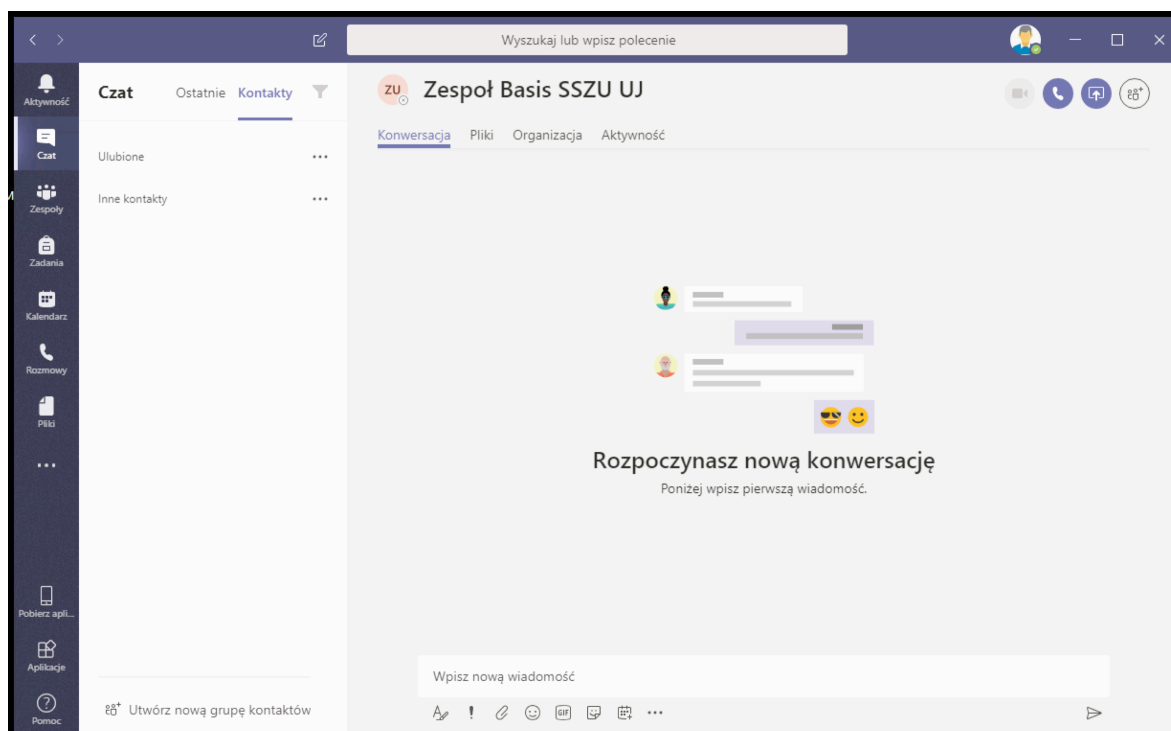 Wyszukaj lub wpisz polecenie
Aktywność
Czat
Zespoły
Zadania
Kalendarz
Rozmowy
Pliki
Pobierz apli...
Aplikacje
Pomoc
Czat Ostatnie Kontakty
Ulubione
Inne kontakty
Utwórz nową grupę kontaktów
ZU Zespoł Basis SSZU UJ
Konwersacja Pliki Organizacja Aktywność
Rozpoczynasz nową konwersację
Poniżej wpisz pierwszą wiadomość.
Wpisz nową wiadomość
GIF